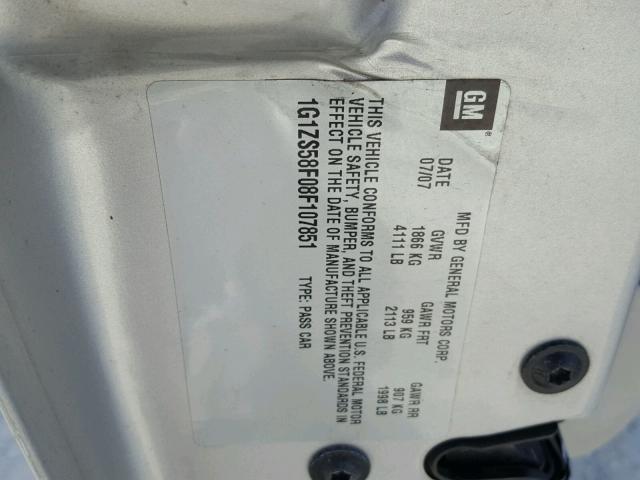 GM
®
MFD BY GENERAL MOTORS CORP.
DATE GVWR GAWR FRT GAWR RR
07/07 1866 KG 959 KG 907 KG
4111 LB 2113 LB 1998 LB
THIS VEHICLE CONFORMS TO ALL APPLICABLE U.S. FEDERAL MOTOR
VEHICLE SAFETY, BUMPER, AND THEFT PREVENTION STANDARDS IN
EFFECT ON THE DATE OF MANUFACTURE SHOWN ABOVE.
1G1ZS58F08F107851 TYPE: PASS CAR